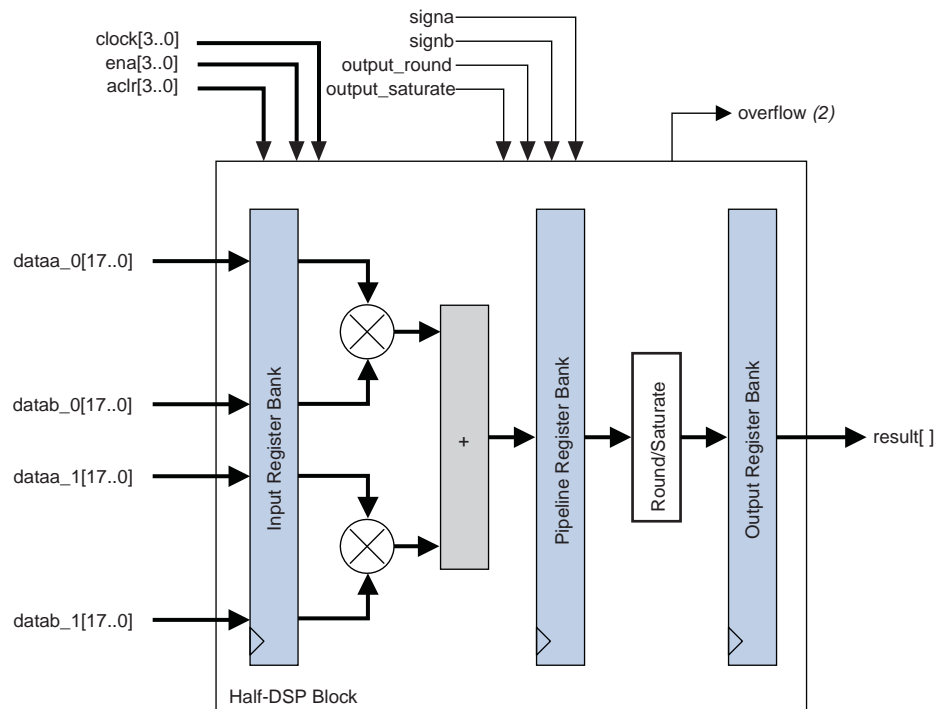 signa
clock[3..0]
signb
ena[3..0]
output_round
aclr[3..0]
output_saturate
overflow (2)
dataa_0[17..0]
datab_0[17..0]
dataa_1[17..0]
datab_1[17..0]
Input Register Bank
+
Pipeline Register Bank
Round/Saturate
Output Register Bank
result[ ]
Half-DSP Block